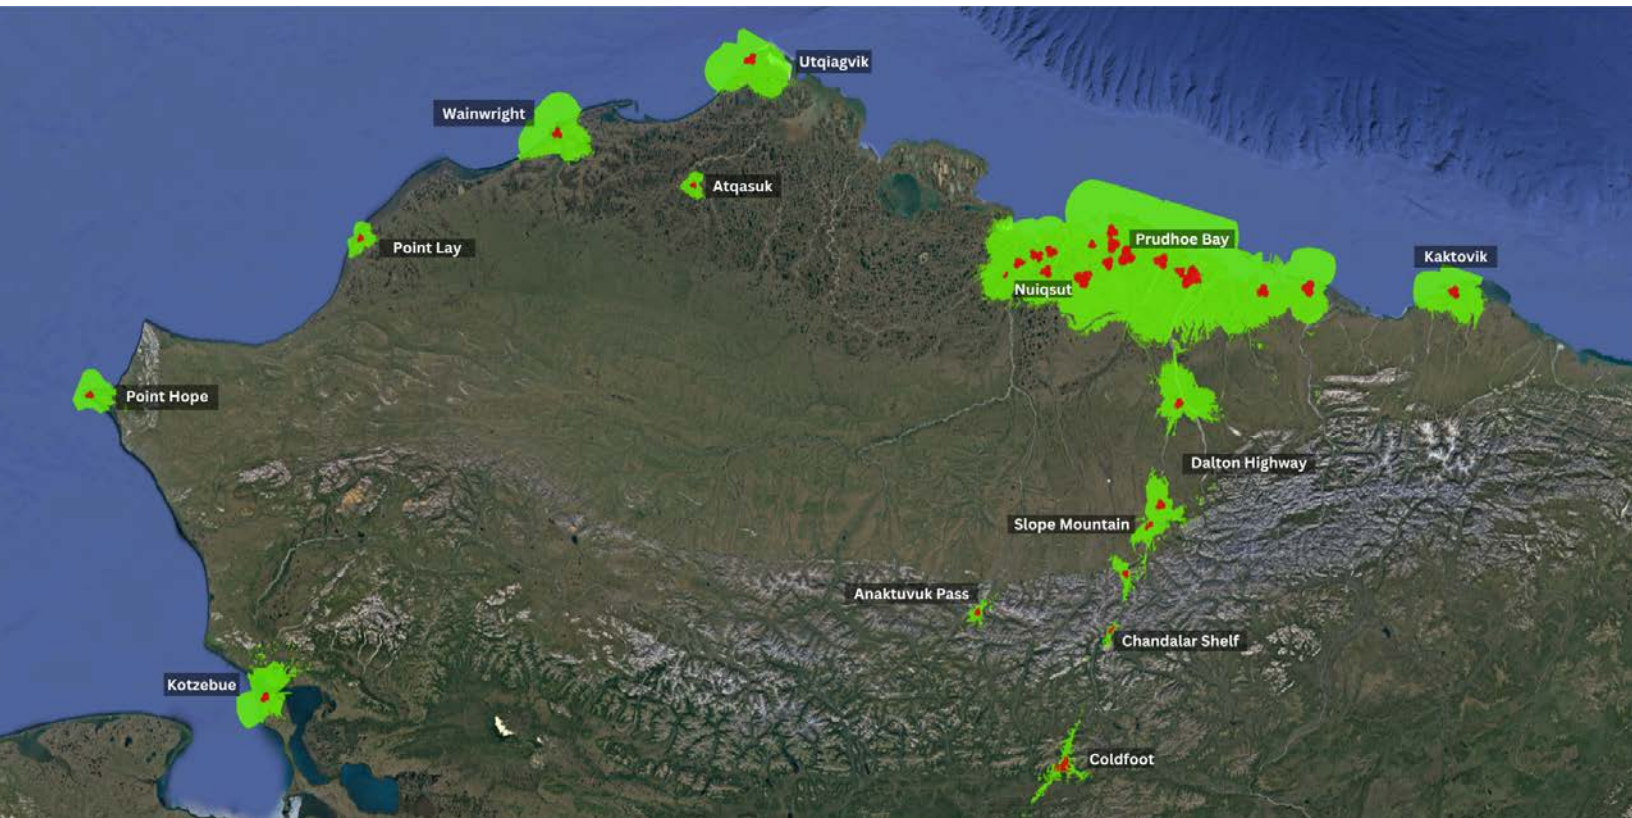 Utqiagvik
Wainwright
Atqasuk
Point Lay
Prudhoe Bay
Kaktovik
Nuiqsut
Point Hope
Dalton Highway
Slope Mountain
Anaktuvuk Pass
Chandalar Shelf
Kotzebue
Coldfoot